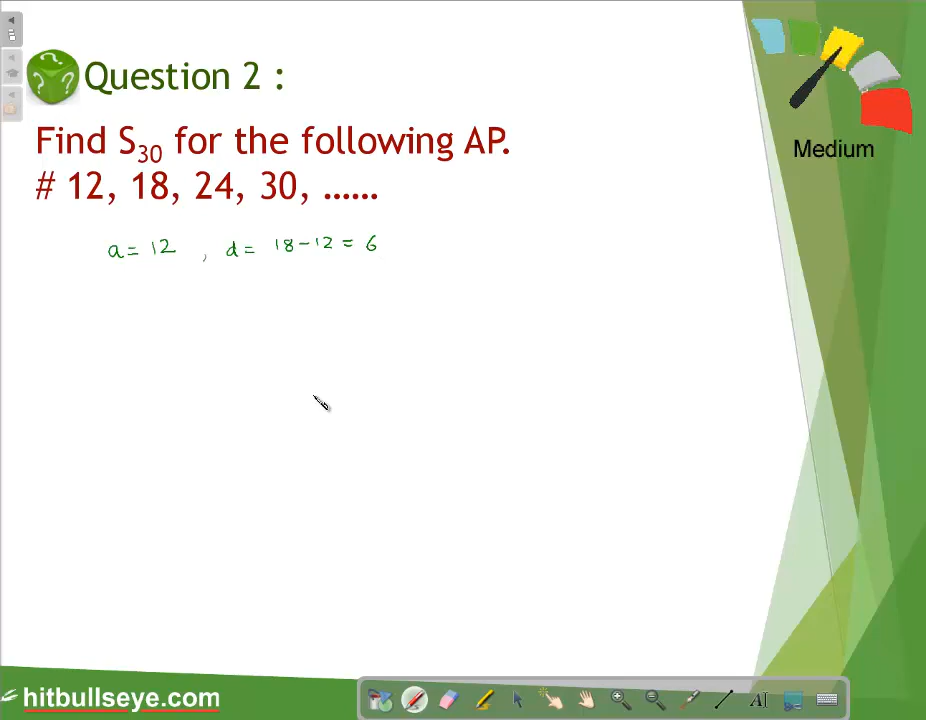 Question 2 :
Find S30 for the following AP.
# 12, 18, 24, 30, ......
a = 12 , d = 18 - 12 = 6
Medium
hitbullseye.com
AI